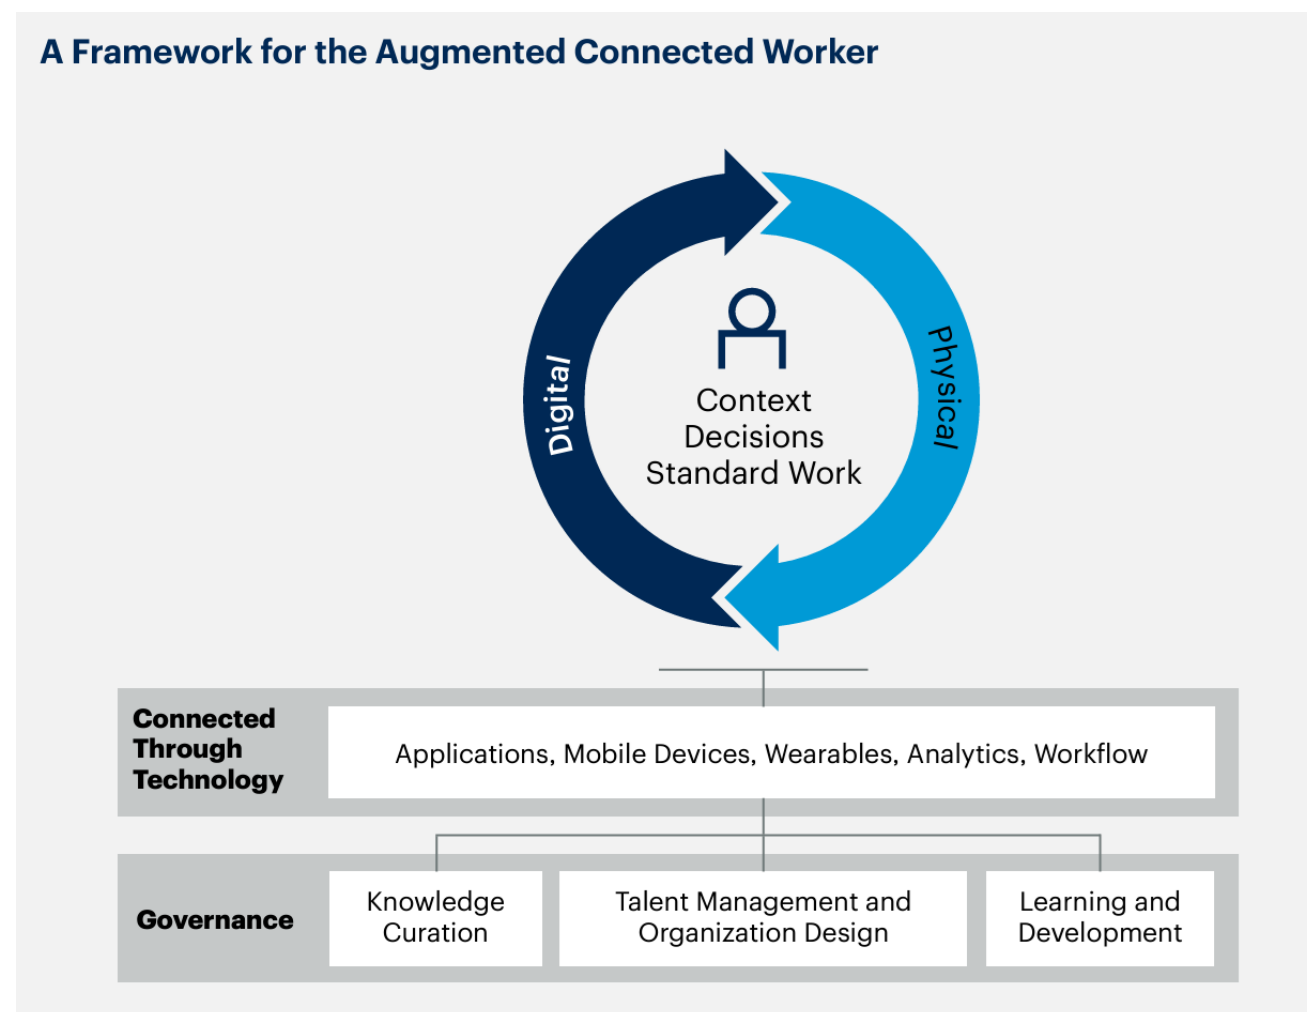 A Framework for the Augmented Connected Worker
Digital
Physical
Context
Decisions
Standard Work
Connected
Through
Technology
Applications, Mobile Devices, Wearables, Analytics, Workflow
Governance
Knowledge
Curation
Talent Management and
Organization Design
Learning and
Development